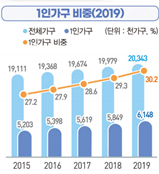 1인가구 비중(2019)
전체가구 1인가구 (단위 : 천가구, %)
1인가구 비중
19,111 19,368 19,674 19,979 20,343
27.2 27.9 28.6 29.3 30.2
5,203 5,398 5,619 5,849 6,148
2015 2016 2017 2018 2019